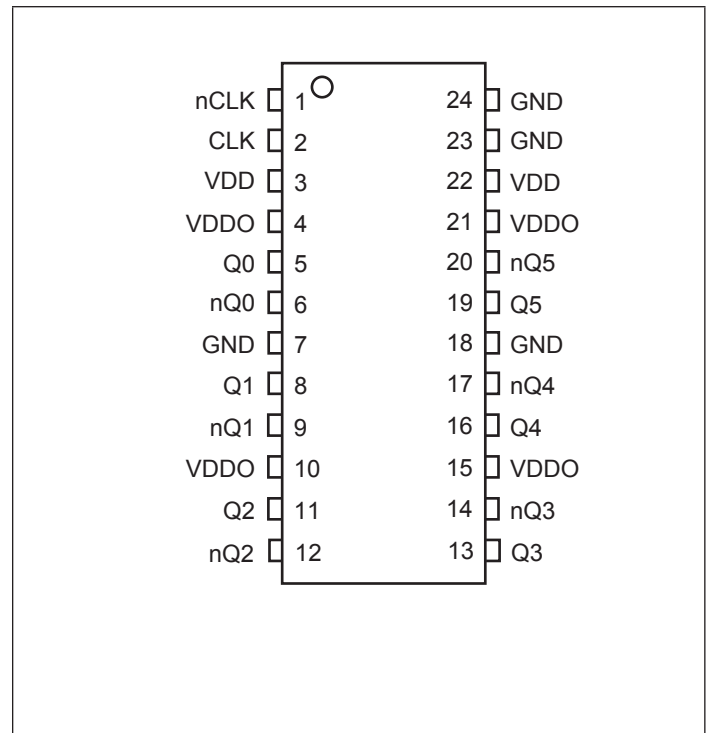 nCLK 1 24 GND
CLK 2 23 GND
VDD 3 22 VDD
VDDO 4 21 VDDO
Q0 5 20 nQ5
nQ0 6 19 Q5
GND 7 18 GND
Q1 8 17 nQ4
nQ1 9 16 Q4
VDDO 10 15 VDDO
Q2 11 14 nQ3
nQ2 12 13 Q3